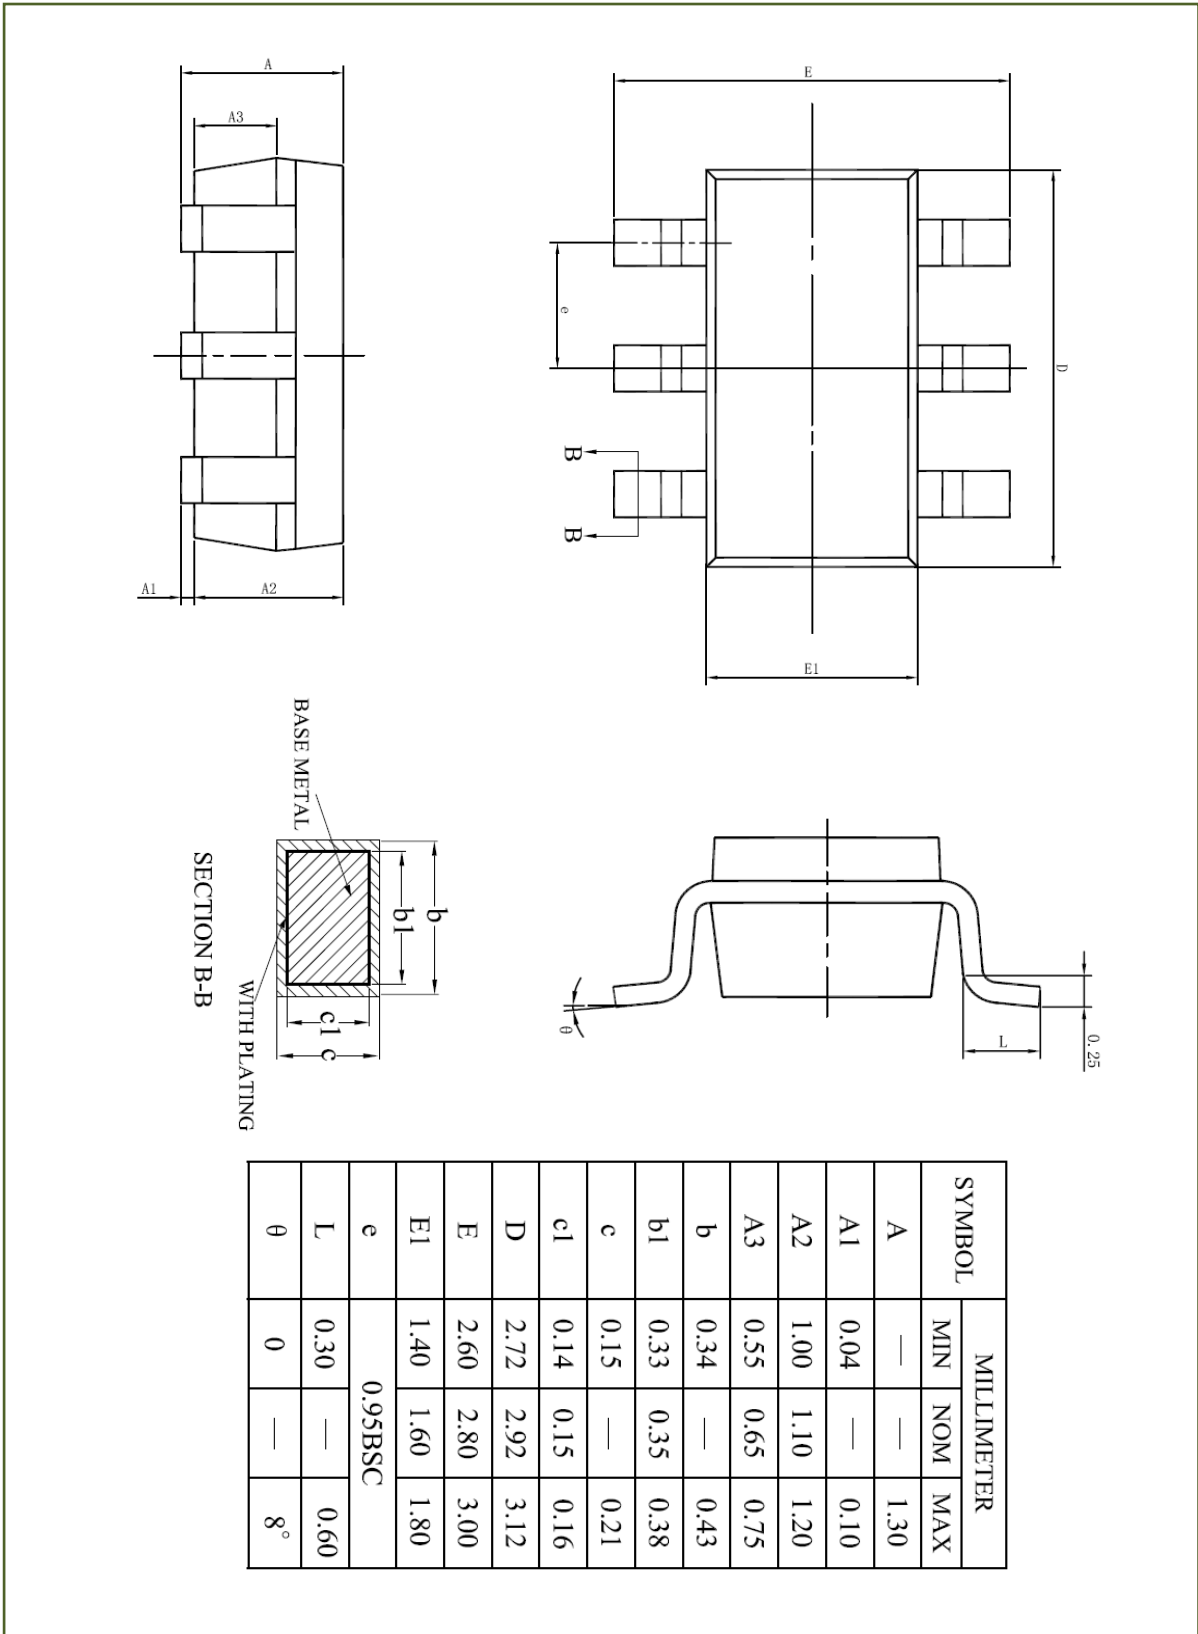 A
A3
A1
A2
E
e
D
B
B
E1
BASE METAL
b
b1
c1
c
WITH PLATING
SECTION B-B
θ
L
0.25
SYMBOL MILLIMETER
MIN NOM MAX
A — — 1.30
A1 0.04 — 0.10
A2 1.00 1.10 1.20
A3 0.55 0.65 0.75
b 0.34 — 0.43
b1 0.33 0.35 0.38
c 0.15 — 0.21
c1 0.14 0.15 0.16
D 2.72 2.92 3.12
E 2.60 2.80 3.00
E1 1.40 1.60 1.80
e 0.95BSC
L 0.30 — 0.60
θ 0 — 8°